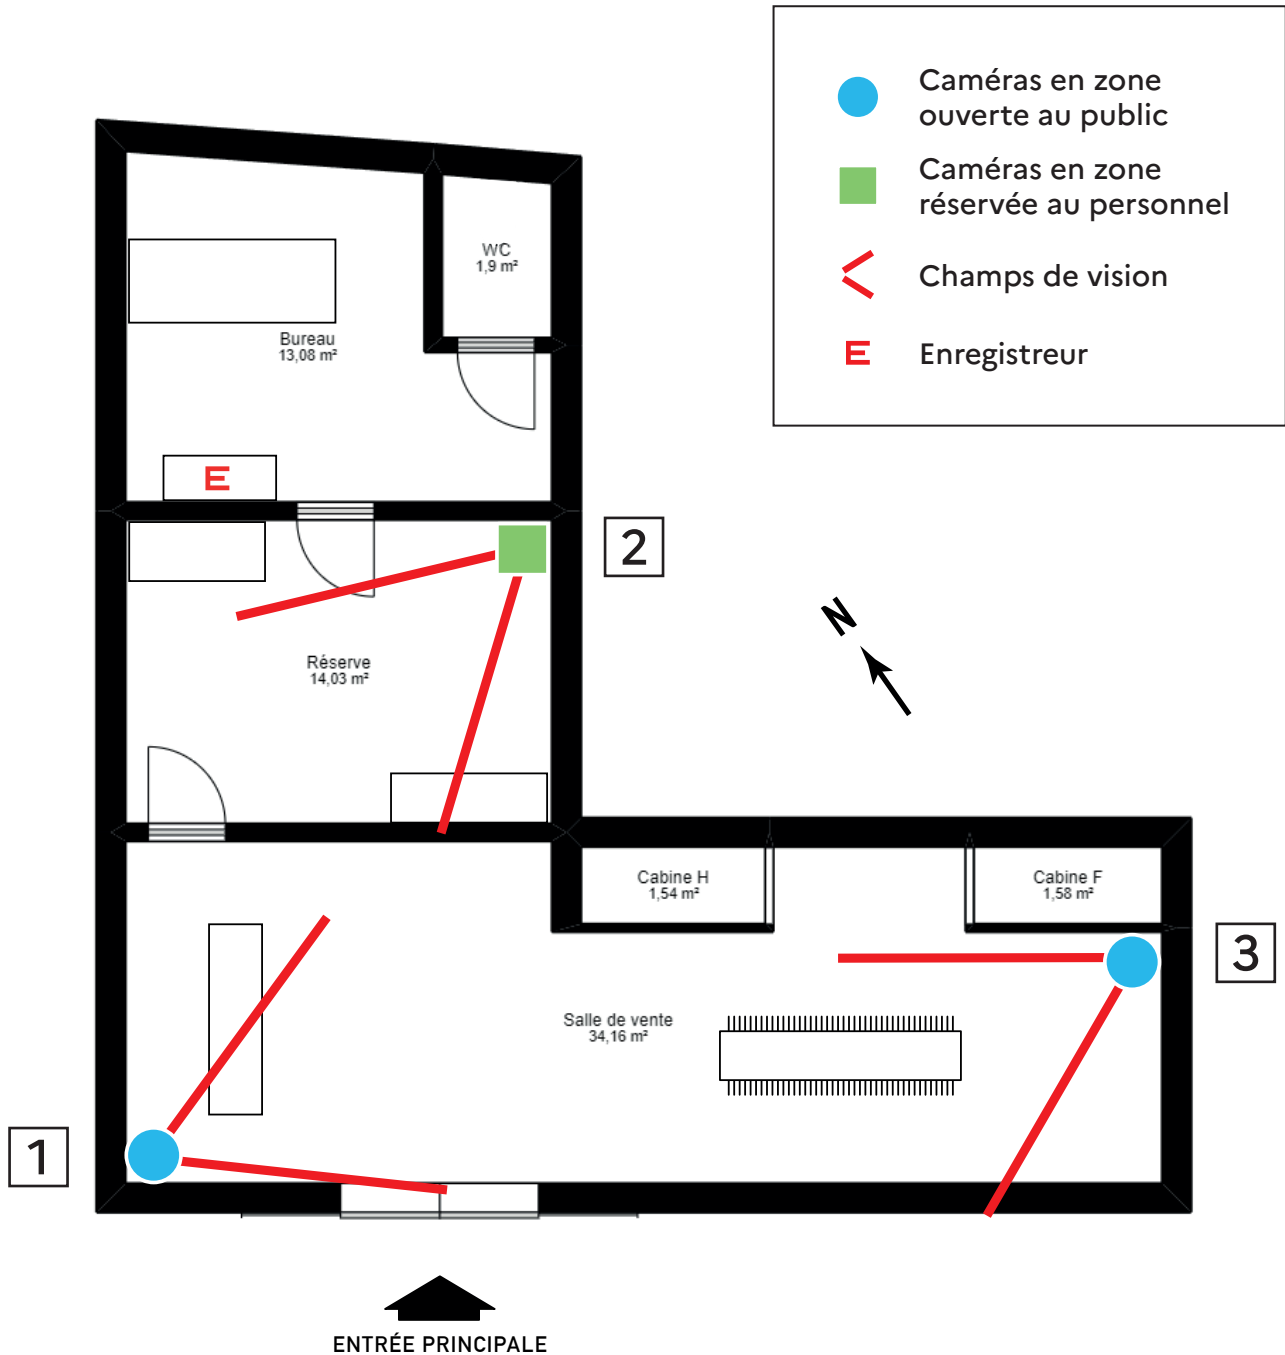 Caméras en zone
ouverte au public
Caméras en zone
réservée au personnel
Champs de vision
E
Enregistreur
WC
1,9 m²
Bureau
13,08 m²
E
2
N
Réserve
14,03 m²
Cabine H
1,54 m²
Cabine F
1,58 m²
3
Salle de vente
34,16 m²
1
ENTRÉE PRINCIPALE